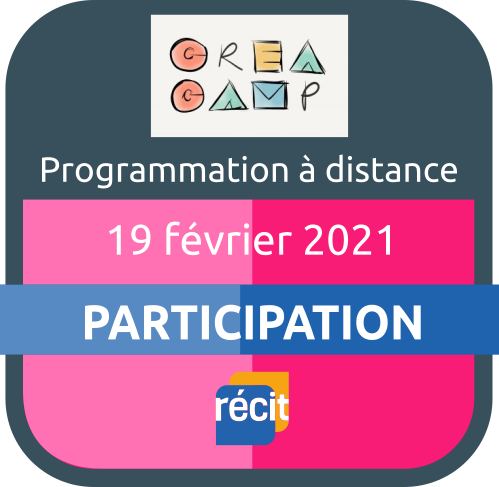 CREA
CAMP
Programmation à distance
19 février 2021
PARTICIPATION
récit